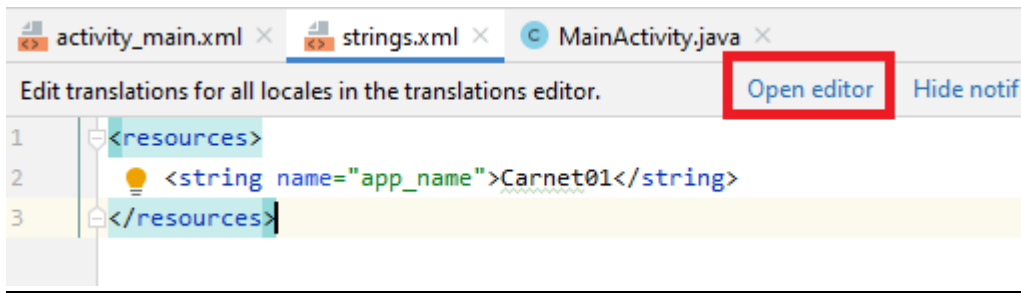 activity_main.xml strings.xml MainActivity.java
Edit translations for all locales in the translations editor. Open editor Hide notif
1 <resources>
2 <string name="app_name">Carnet01</string>
3 </resources>